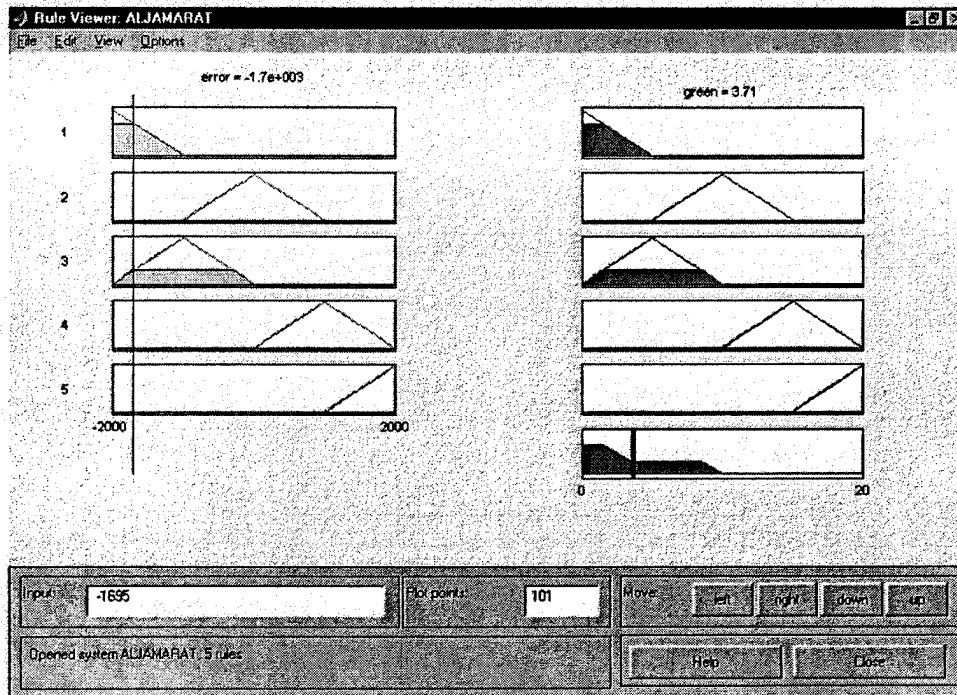 Rule Viewer: ALJAMARAT
File Edit View Options
error = -1.7e+003
green = 3.71
1
2
3
4
5
-2000 2000
0 20
Input: -1695
Plot points: 101
Move: left right down up
Opened system ALJAMARAT, 5 rules
Help Close